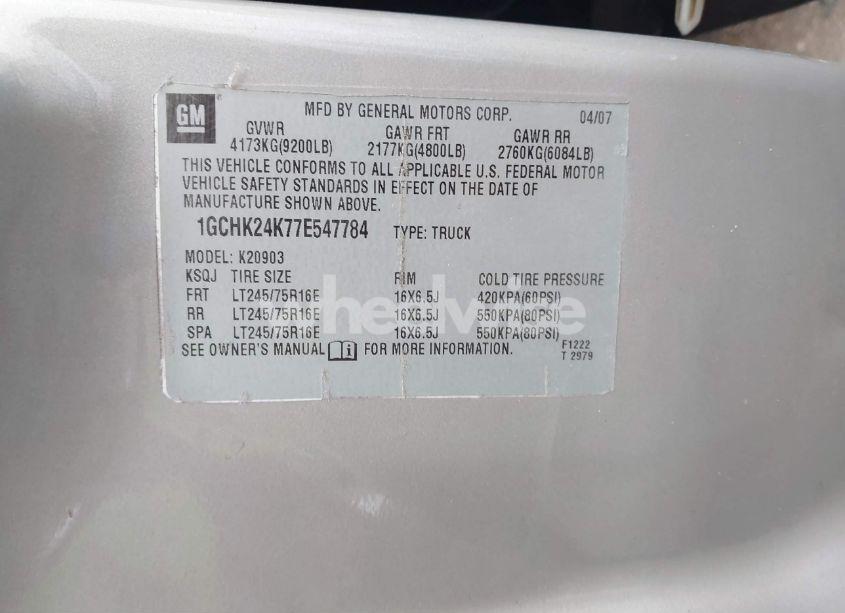 GM
MFD BY GENERAL MOTORS CORP. 04/07
GVWR GAWR FRT GAWR RR
4173KG(9200LB) 2177KG(4800LB) 2760KG(6084LB)
THIS VEHICLE CONFORMS TO ALL APPLICABLE U.S. FEDERAL MOTOR
VEHICLE SAFETY STANDARDS IN EFFECT ON THE DATE OF
MANUFACTURE SHOWN ABOVE.
1GCHK24K77E547784 TYPE: TRUCK
MODEL: K20903
KSQJ TIRE SIZE RIM COLD TIRE PRESSURE
FRT LT245/75R16E 16X6.5J 420KPA(60PSI)
RR LT245/75R16E 16X6.5J 550KPA(80PSI)
SPA LT245/75R16E 16X6.5J 550KPA(80PSI)
SEE OWNER'S MANUAL FOR MORE INFORMATION.
F1222
T 2979